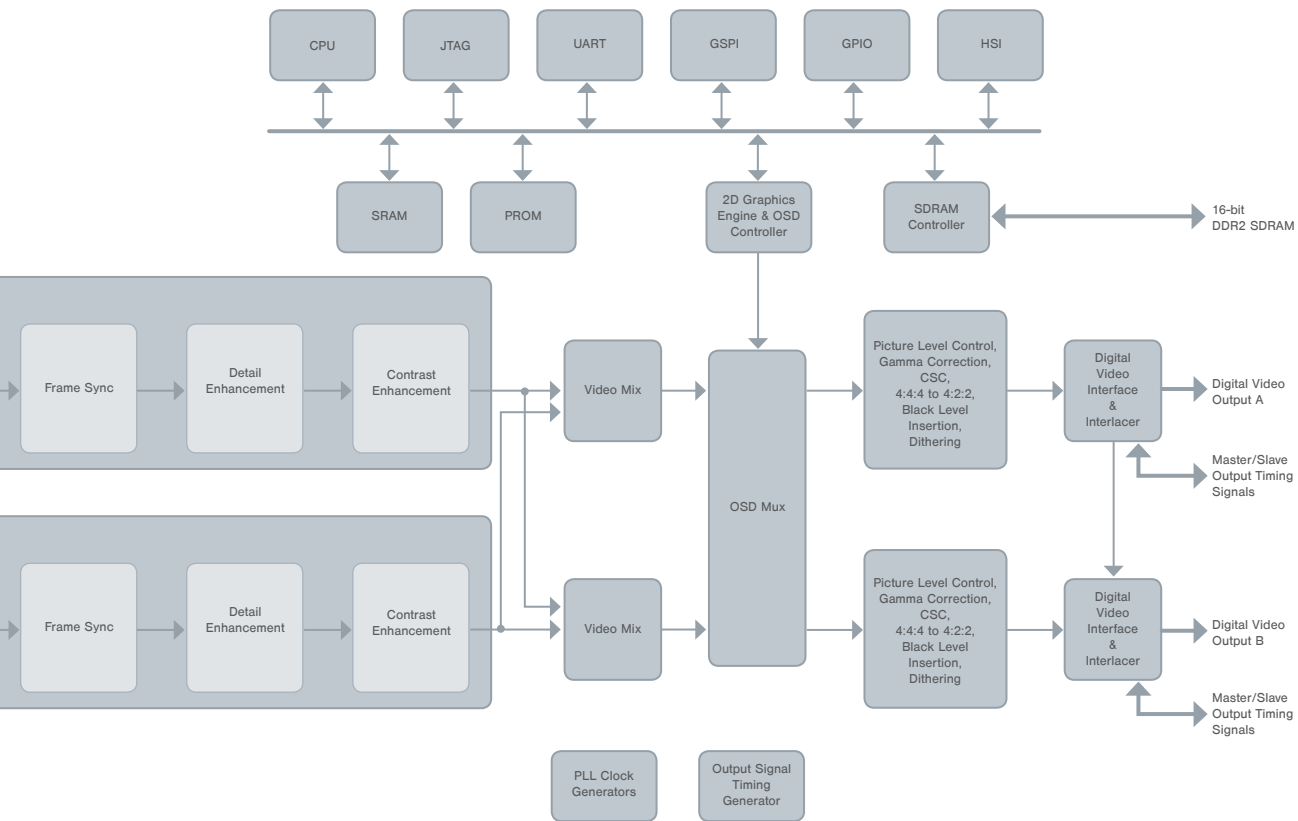 CPU
JTAG
UART
GSPI
GPIO
HSI
SRAM
PROM
2D Graphics
Engine & OSD
Controller
SDRAM
Controller
16-bit
DDR2 SDRAM
Frame Sync
Detail
Enhancement
Contrast
Enhancement
Video Mix
OSD Mux
Picture Level Control,
Gamma Correction,
CSC,
4:4:4 to 4:2:2,
Black Level
Insertion,
Dithering
Digital
Video
Interface
&
Interlacer
Digital Video
Output A
Master/Slave
Output Timing
Signals
Frame Sync
Detail
Enhancement
Contrast
Enhancement
Video Mix
Picture Level Control,
Gamma Correction,
CSC,
4:4:4 to 4:2:2,
Black Level
Insertion,
Dithering
Digital
Video
Interface
&
Interlacer
Digital Video
Output B
Master/Slave
Output Timing
Signals
PLL Clock
Generators
Output Signal
Timing
Generator